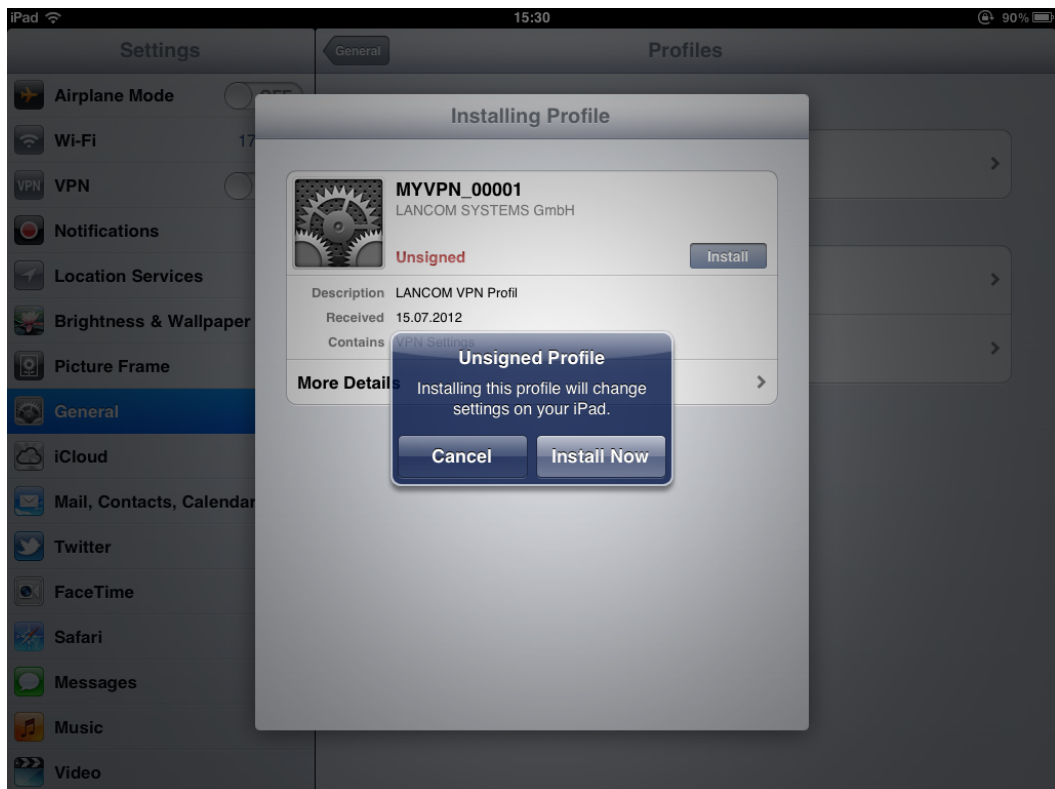 iPad 15:30 90%
Settings
General
Profiles
Airplane Mode
Wi-Fi 17
VPN VPN
Notifications
Location Services
Brightness & Wallpaper
Picture Frame
General
iCloud
Mail, Contacts, Calendar
Twitter
FaceTime
Safari
Messages
Music
Video
Installing Profile
MYVPN_00001
LANCOM SYSTEMS GmbH
Unsigned
Install
Description LANCOM VPN Profil
Received 15.07.2012
Contains VPN Settings
More Details
Unsigned Profile
Installing this profile will change
settings on your iPad.
Cancel
Install Now